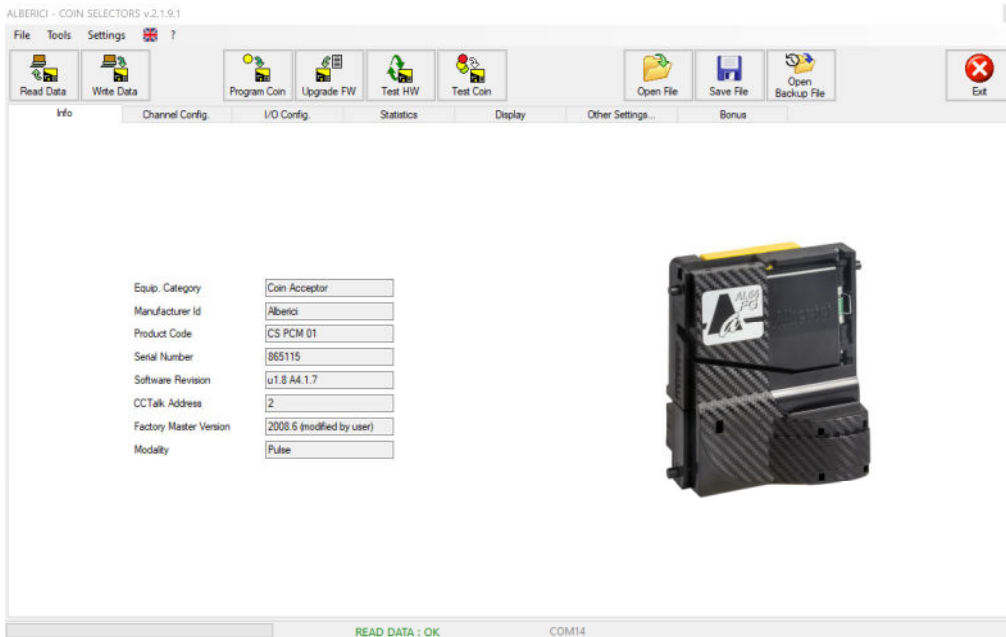 ALBERICI - COIN SELECTORS v.2.1.9.1
File Tools Settings ?
Read Data Write Data Program Coin Upgrade FW Test HW Test Coin Open File Save File Open Backup File Exit
Info Channel Config. I/O Config. Statistics Display Other Settings... Bonus
Equip. Category Coin Acceptor
Manufacturer Id Alberici
Product Code CS PCM 01
Serial Number 865115
Software Revision u1.8 A4.1.7
CCTalk Address 2
Factory Master Version 2008.6 (modified by user)
Modality Pulse
AL66
FG
Alberici
READ DATA : OK COM14